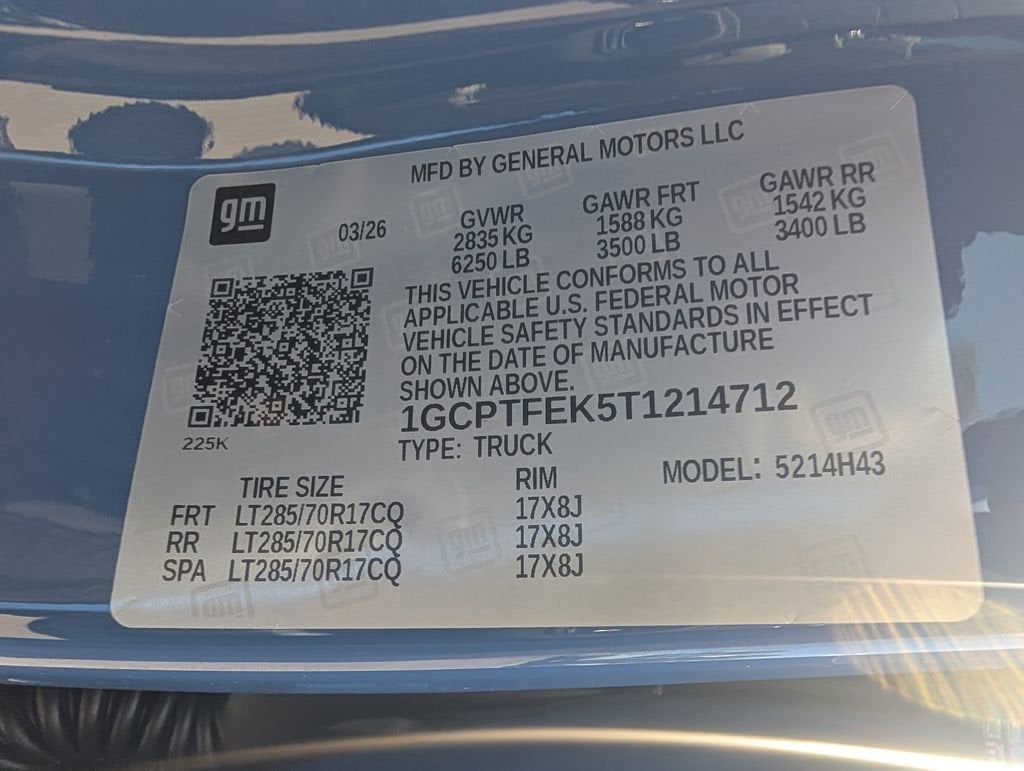 MFD BY GENERAL MOTORS LLC
gm
03/26
GVWR GAWR FRT GAWR RR
2835 KG 1588 KG 1542 KG
6250 LB 3500 LB 3400 LB
THIS VEHICLE CONFORMS TO ALL
APPLICABLE U.S. FEDERAL MOTOR
VEHICLE SAFETY STANDARDS IN EFFECT
ON THE DATE OF MANUFACTURE
SHOWN ABOVE.
1GCPTFEK5T1214712
225K
TYPE: TRUCK
MODEL: 5214H43
TIRE SIZE RIM
FRT LT285/70R17CQ 17X8J
RR LT285/70R17CQ 17X8J
SPA LT285/70R17CQ 17X8J